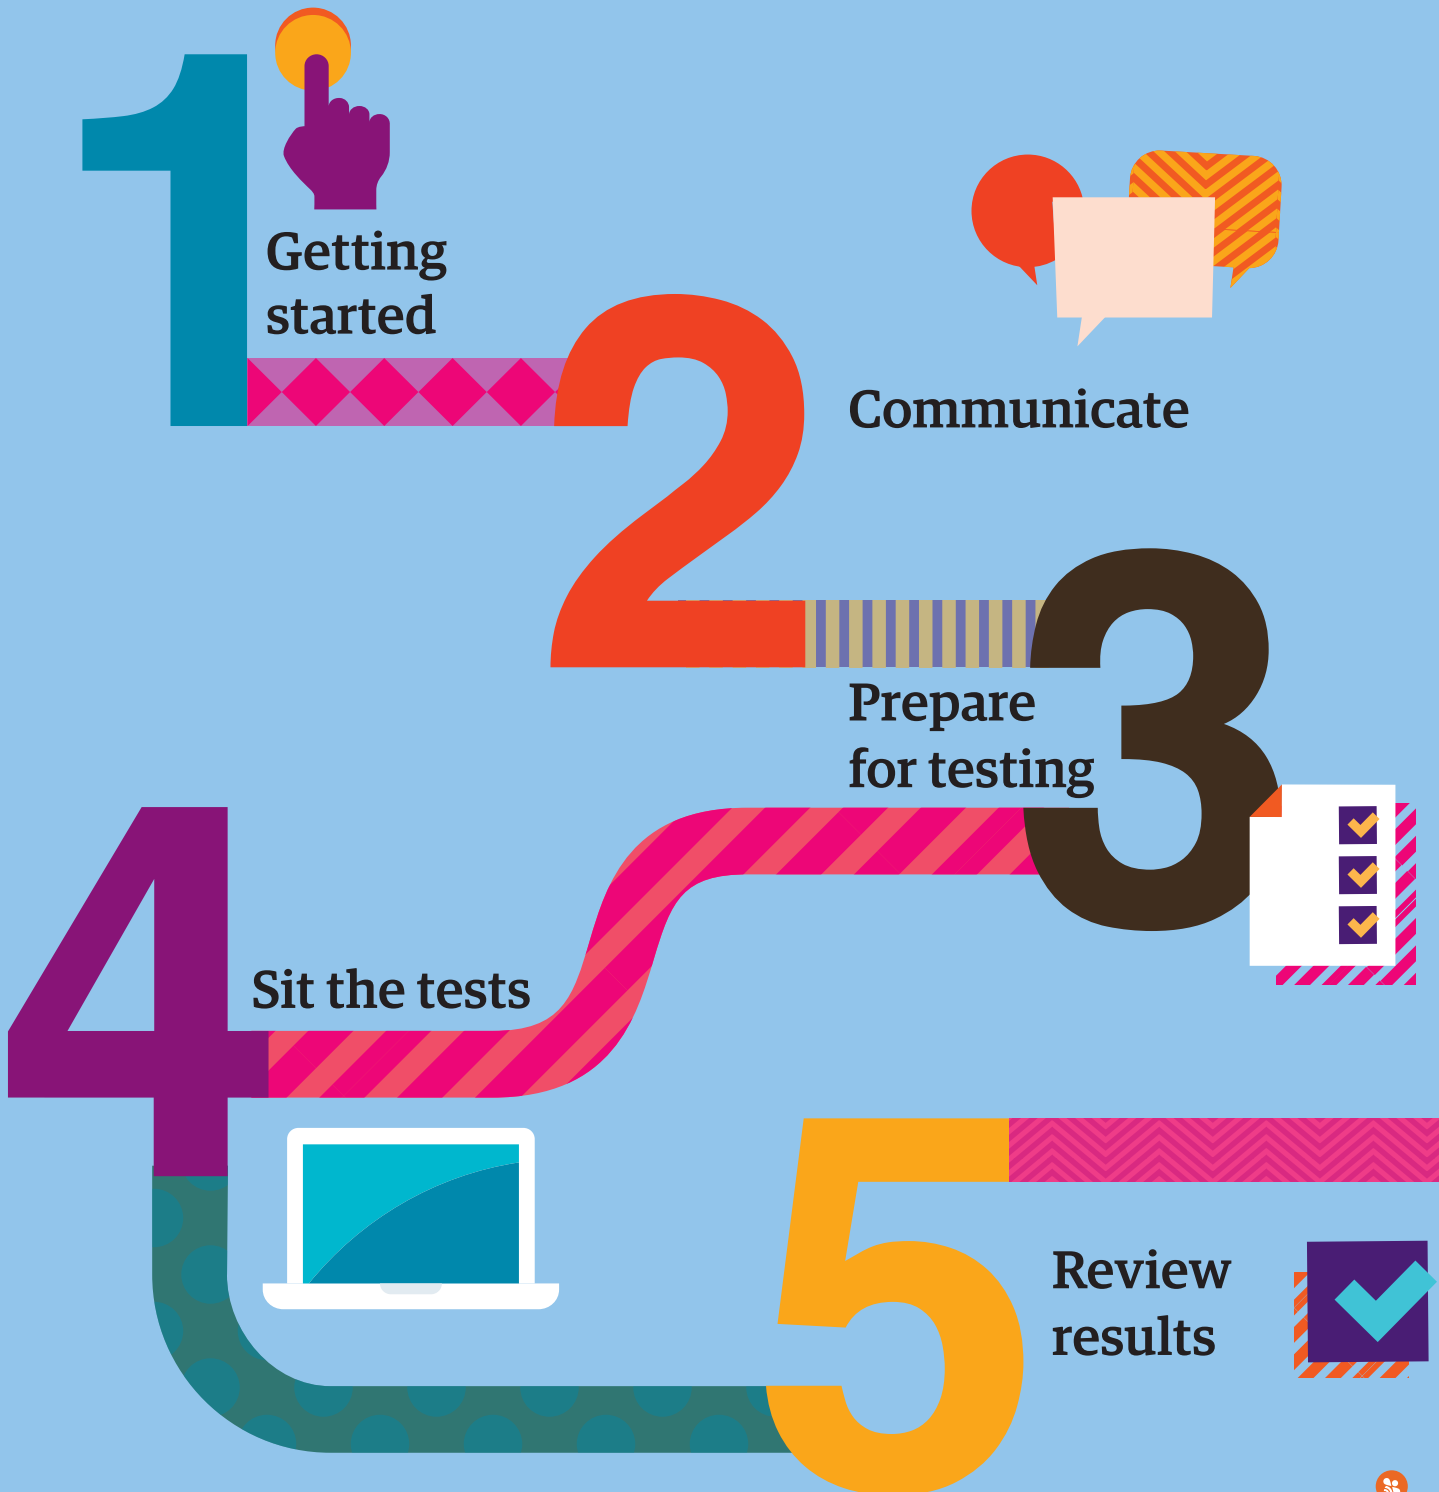 1
Getting
started
2
Communicate
3
Prepare
for testing
4
Sit the tests
5
Review
results